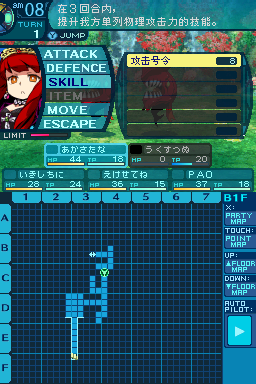 am 08
TURN
1
在３回合内,
提升我方单列物理攻击力的技能。
Y JUMP
ATTACK
DEFENCE
SKILL
ITEM
MOVE
ESCAPE
LIMIT
攻击号令 8
あかさたな
HP 44 TP 18
うくすつぬ
HP 0 TP 20
いきしちに
HP 28 TP 24
えけせてね
HP 36 TP 15
PAO
HP 37 TP 18
1 2 3 4 5 6 7
B1F
A
B
C
D
E
F
X:
PARTY
MAP
TOUCH:
POINT
MAP
UP:
▲FLOOR
MAP
DOWN:
▼FLOOR
MAP
AUTO
PILOT: